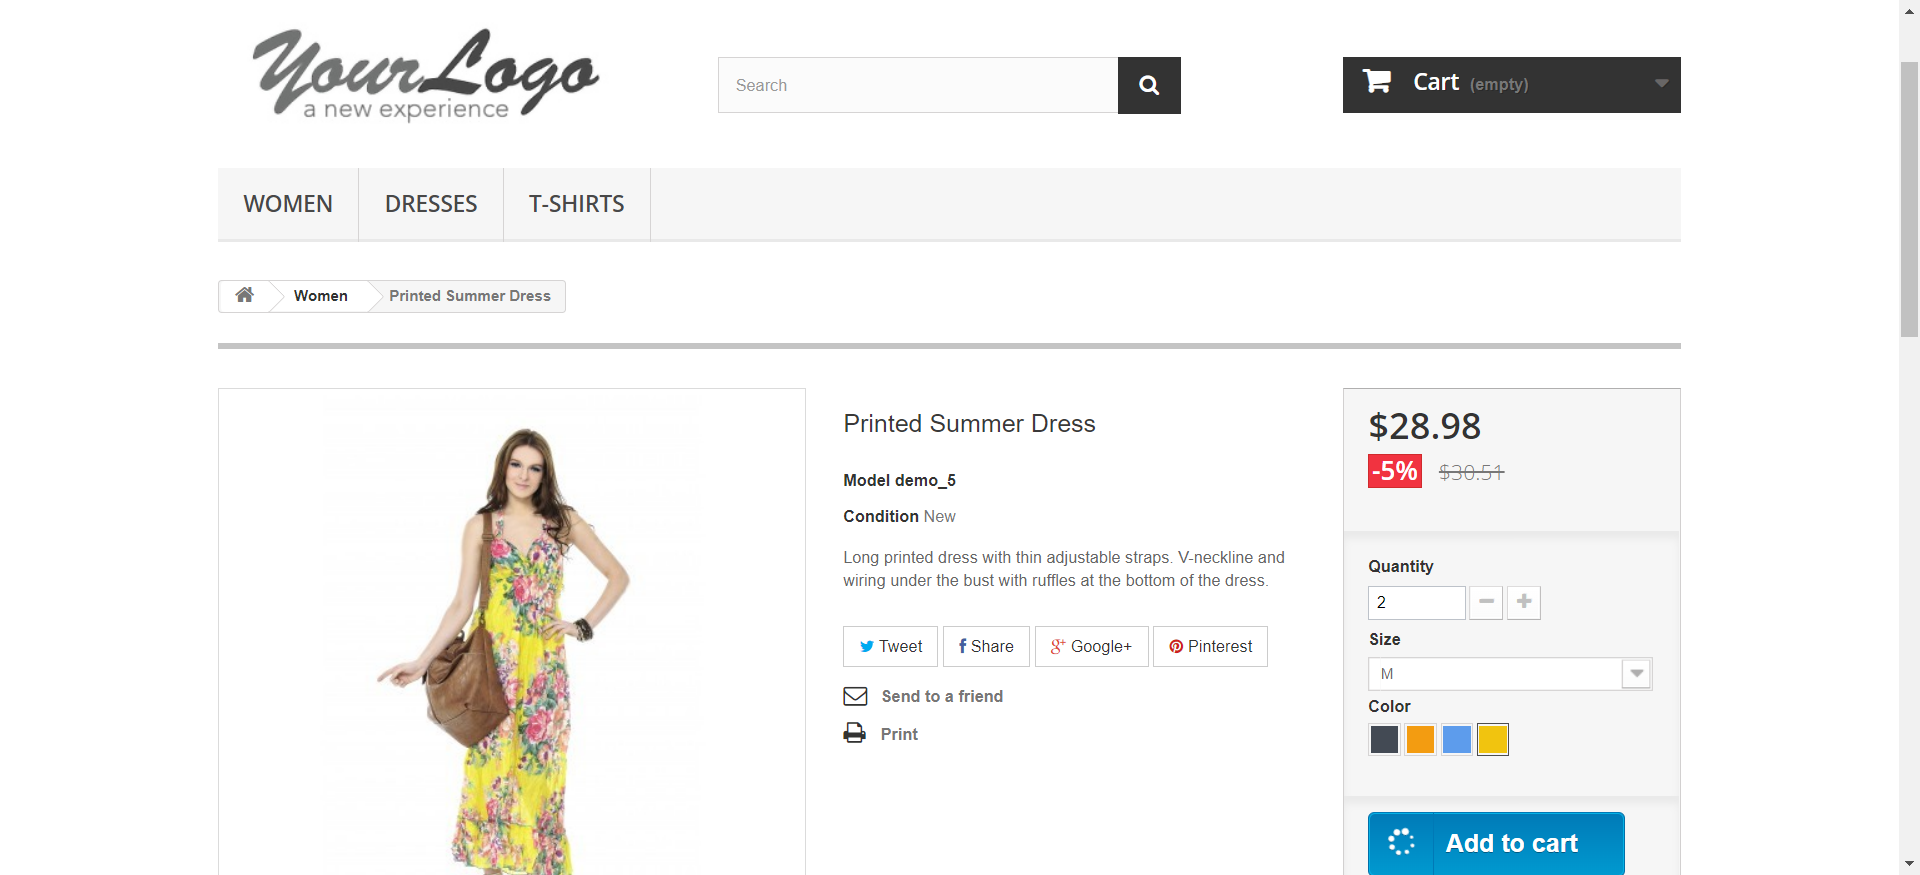 YourLogo
a new experience
Search
Cart (empty)
WOMEN
DRESSES
T-SHIRTS
Women
Printed Summer Dress
Printed Summer Dress
Model demo_5
Condition New
Long printed dress with thin adjustable straps. V-neckline and
wiring under the bust with ruffles at the bottom of the dress.
Tweet
Share
Google+
Pinterest
Send to a friend
Print
$28.98
-5% $30.51
Quantity
2
Size
M
Color
Add to cart